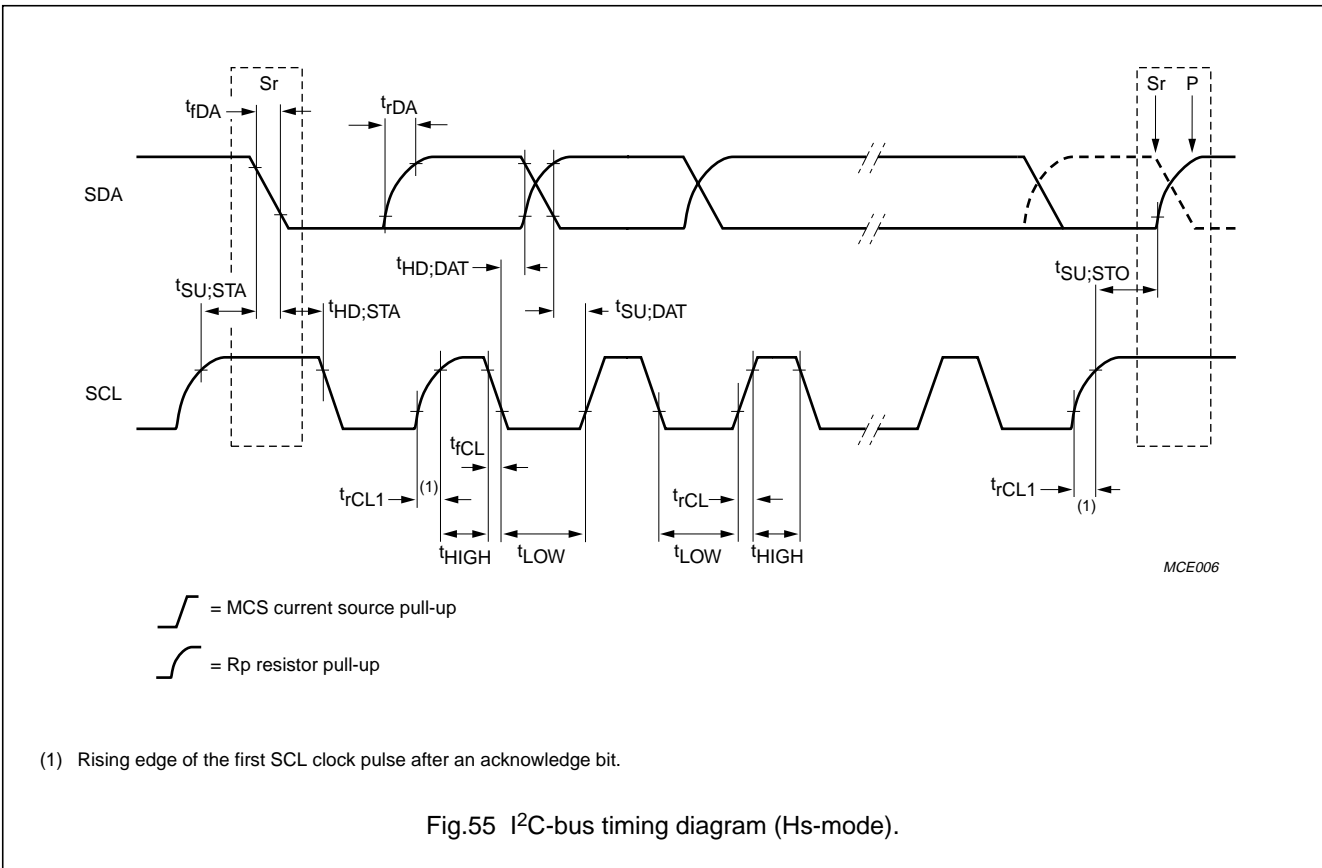 Sr
Sr P
tfDA
trDA
SDA
tHD;DAT
tSU;STO
tSU;STA
tHD;STA
tSU;DAT
SCL
tfCL
trCL1 (1)
trCL
trCL1 (1)
tHIGH tLOW tLOW tHIGH
MCE006
= MCS current source pull-up
= Rp resistor pull-up
(1) Rising edge of the first SCL clock pulse after an acknowledge bit.
Fig.55 I²C-bus timing diagram (Hs-mode).